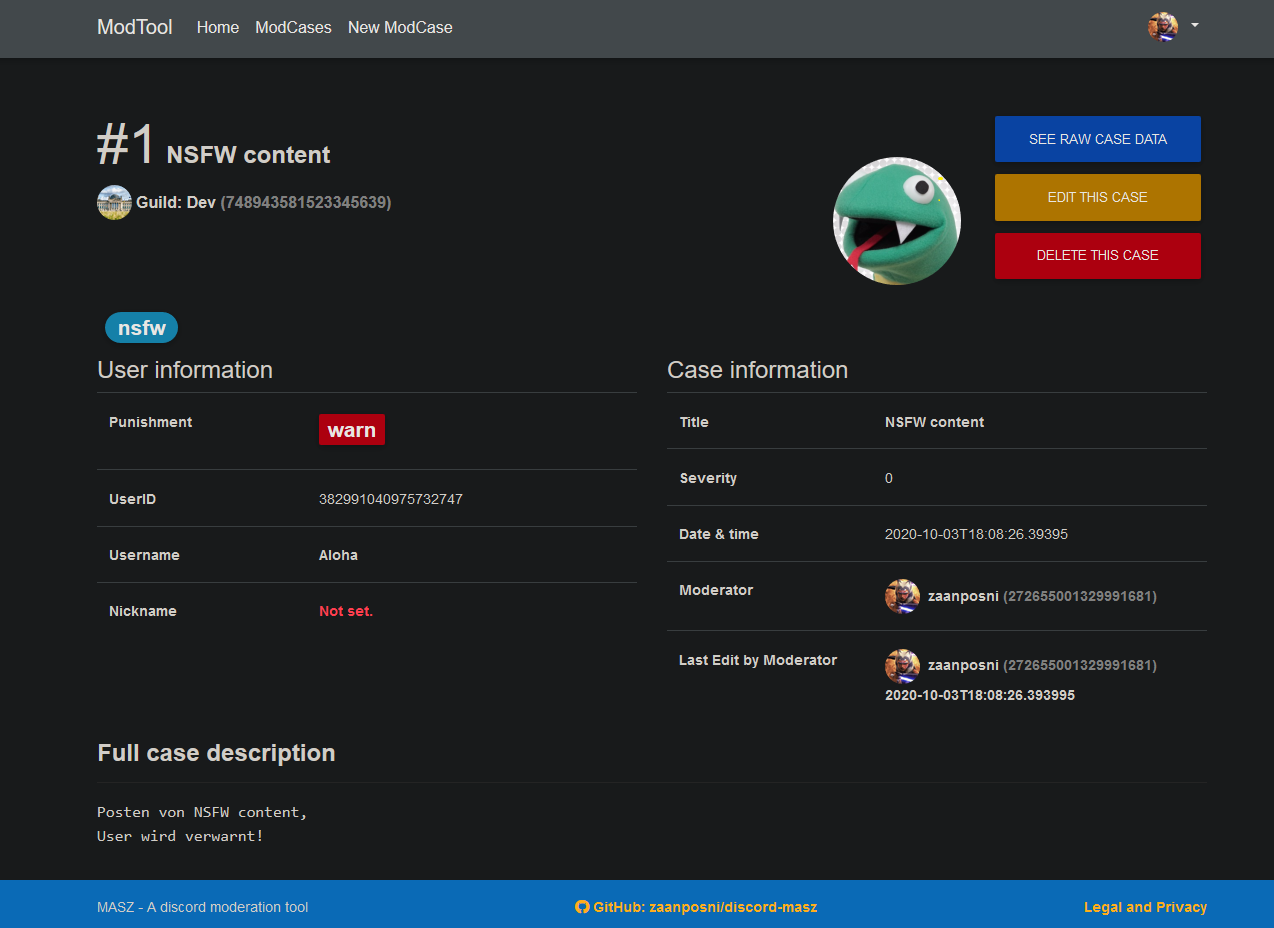 ModTool Home ModCases New ModCase
#1 NSFW content
Guild: Dev (748943581523345639)
SEE RAW CASE DATA
EDIT THIS CASE
DELETE THIS CASE
nsfw
User information
Punishment warn
UserID 382991040975732747
Username Aloha
Nickname Not set.
Case information
Title NSFW content
Severity 0
Date & time 2020-10-03T18:08:26.39395
Moderator zaanposni (272655001329991681)
Last Edit by Moderator zaanposni (272655001329991681)
2020-10-03T18:08:26.393995
Full case description
Posten von NSFW content,
User wird verwarnt!
MASZ - A discord moderation tool GitHub: zaanposni/discord-masz Legal and Privacy